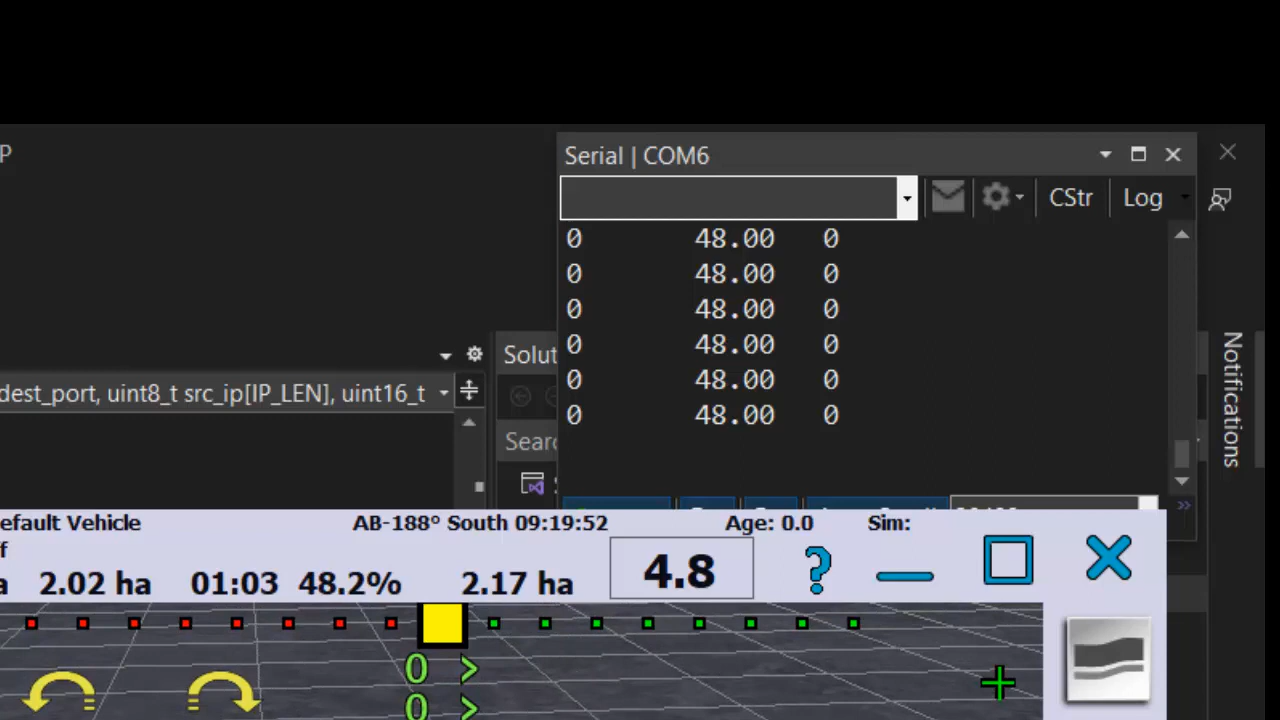 P
Serial | COM6
CStr
Log
0 48.00 0
0 48.00 0
0 48.00 0
0 48.00 0
0 48.00 0
0 48.00 0
Solut
dest_port, uint8_t src_ip[IP_LEN], uint16_t
Searc
Notifications
efault Vehicle
AB-188° South 09:19:52
Age: 0.0
Sim:
ff
a 2.02 ha 01:03 48.2% 2.17 ha
4.8
?
0 >
0 >